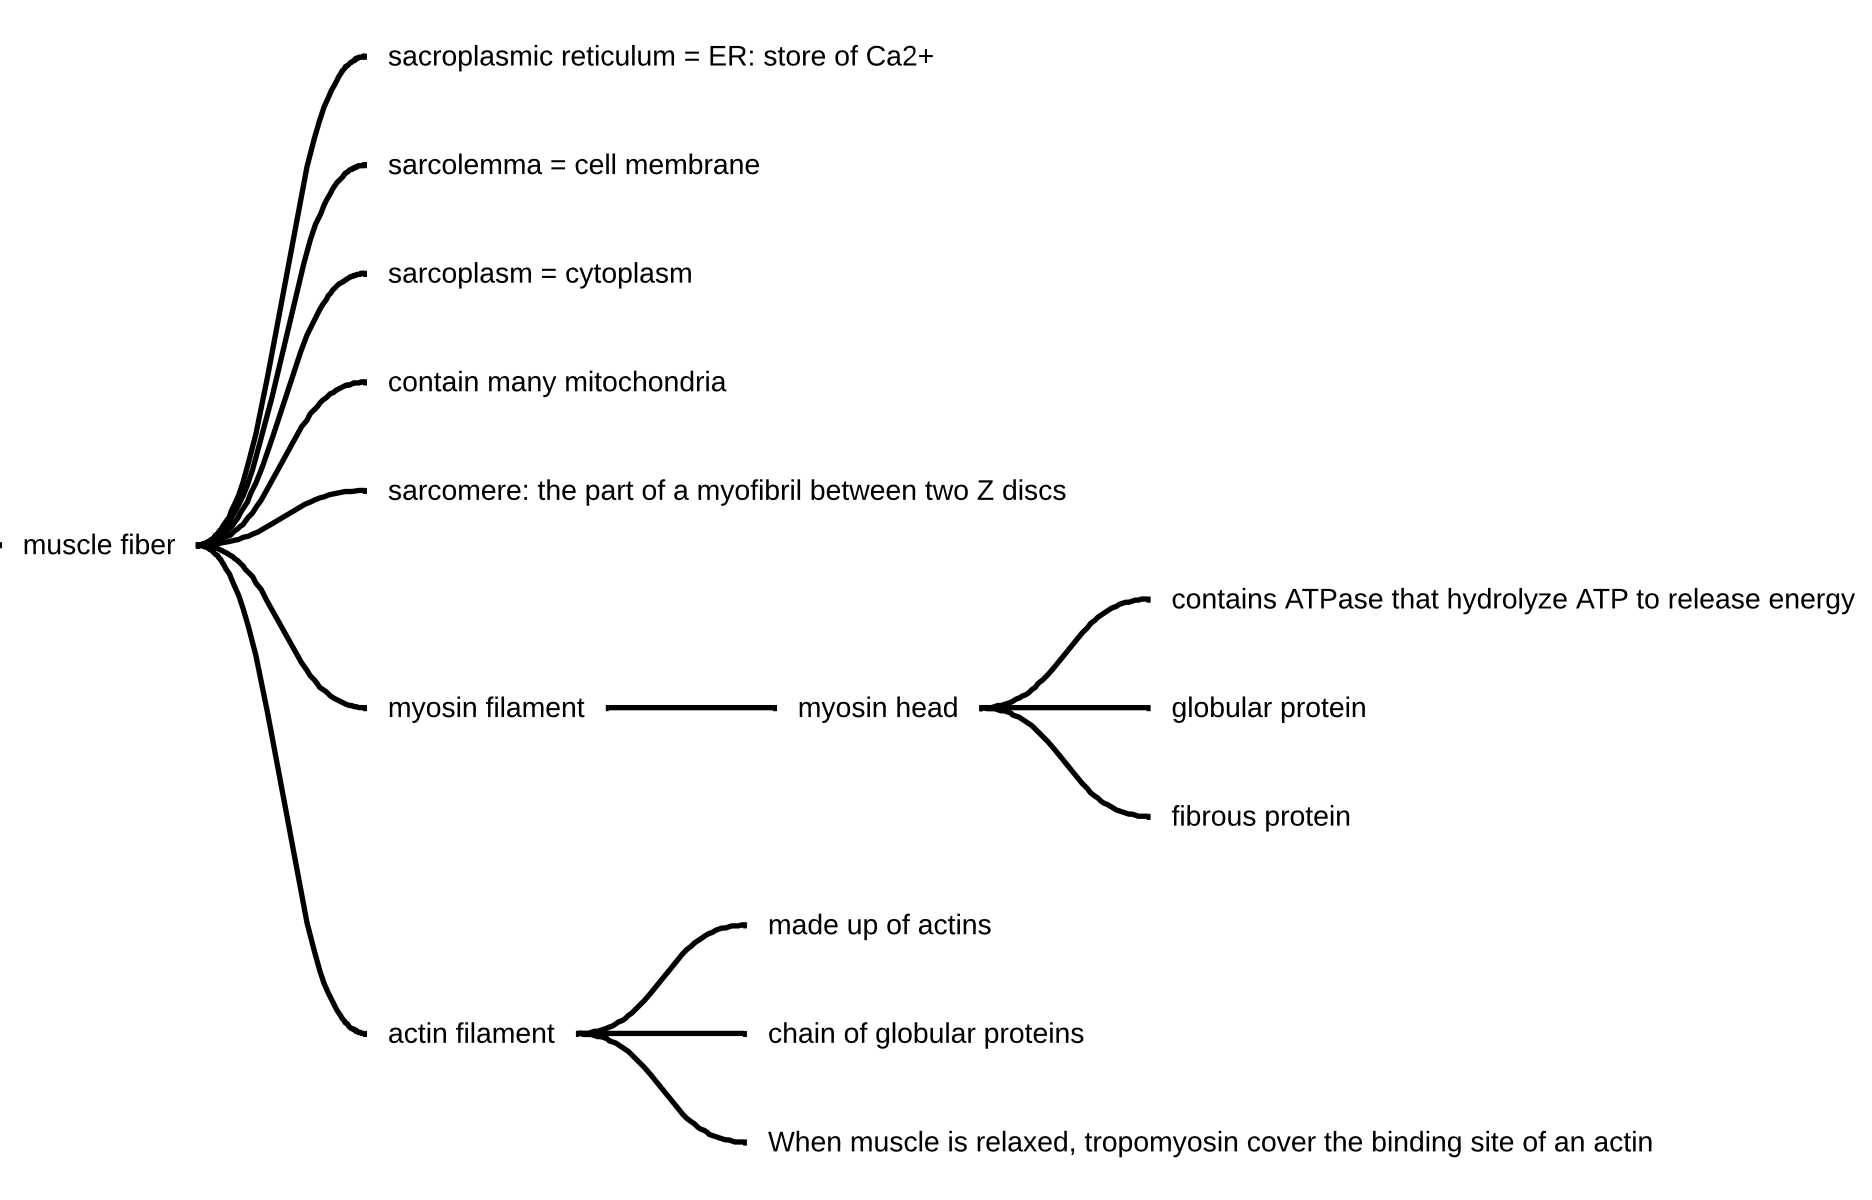 sacroplasmic reticulum = ER: store of Ca2+
sarcolemma = cell membrane
sarcoplasm = cytoplasm
contain many mitochondria
sarcomere: the part of a myofibril between two Z discs
muscle fiber
contains ATPase that hydrolyze ATP to release energy
myosin filament
myosin head
globular protein
fibrous protein
made up of actins
actin filament
chain of globular proteins
When muscle is relaxed, tropomyosin cover the binding site of an actin